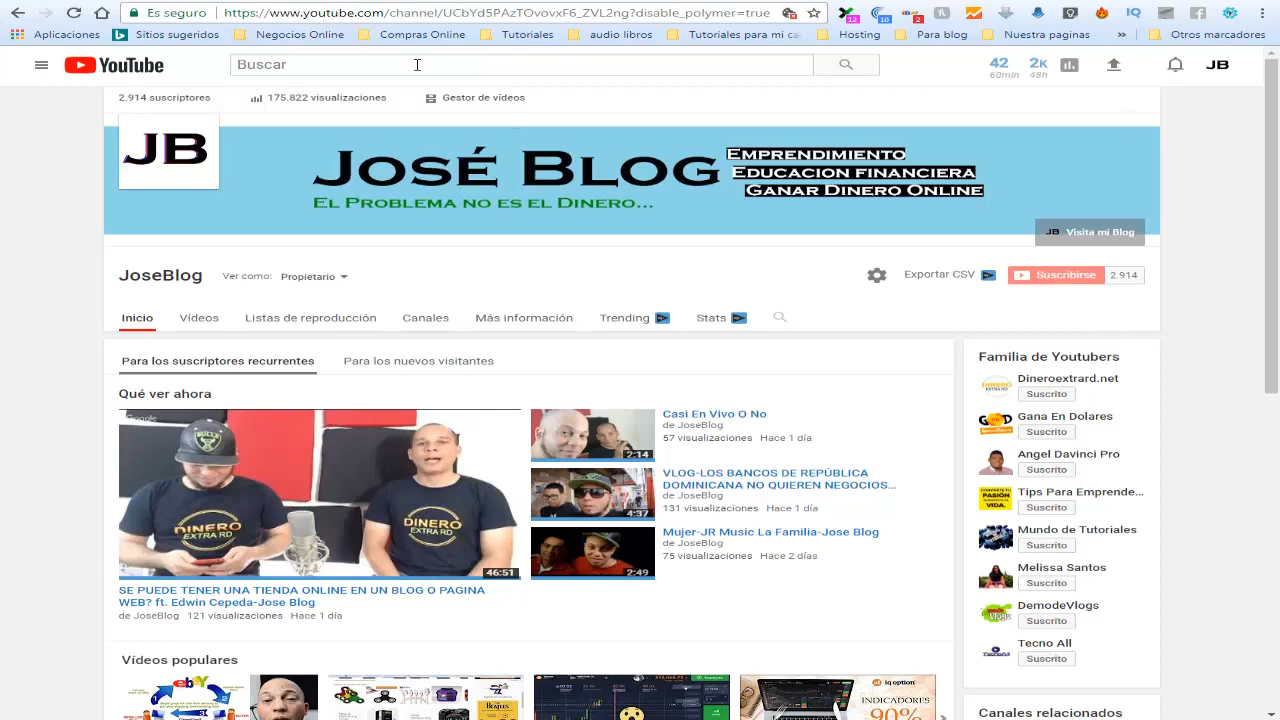 Es seguro
https://www.youtube.com/channel/UCbYd5PAzTOvovxF6_ZVL2ng?disable_polymer=true
12
10
2
Aplicaciones
Sitios sugeridos
Negocios Online
Compras Online
Tutoriales
audio libros
Tutoriales para mi ca
Hosting
Para blog
Nuestra paginas
»
Otros marcadores
YouTube
Buscar
42
60min
2K
48h
JB
2.914 suscriptores
175.822 visualizaciones
Gestor de vídeos
JB
José Blog
El Problema no es el Dinero...
Emprendimiento
Educacion financiera
Ganar Dinero Online
JB Visita mi Blog
JoseBlog
Ver como: Propietario
Exportar CSV
Suscribirse
2.914
Inicio
Vídeos
Listas de reproducción
Canales
Más información
Trending
Stats
Para los suscriptores recurrentes
Para los nuevos visitantes
Qué ver ahora
Google
BULLS
DINERO
EXTRA RD
DINERO
EXTRA RD
46:51
SE PUEDE TENER UNA TIENDA ONLINE EN UN BLOG O PAGINA
WEB? ft. Edwin Cepeda-Jose Blog
de JoseBlog 121 visualizaciones Hace 1 día
2:14
Casi En Vivo O No
de JoseBlog
57 visualizaciones Hace 1 día
4:37
VLOG-LOS BANCOS DE REPÚBLICA
DOMINICANA NO QUIEREN NEGOCIOS...
de JoseBlog
131 visualizaciones Hace 1 día
2:49
Mujer-JR Music La Familia-Jose Blog
de JoseBlog
75 visualizaciones Hace 2 días
Vídeos populares
ebY
iq option
INDICADORES
90%
Familia de Youtubers
Dineroextrard.net
Suscrito
Gana En Dolares
Suscrito
Angel Davinci Pro
Suscrito
Tips Para Emprende...
Suscrito
Mundo de Tutoriales
Suscrito
Melissa Santos
Suscrito
DemodeVlogs
Suscrito
Tecno All
Suscrito
Canales relacionados